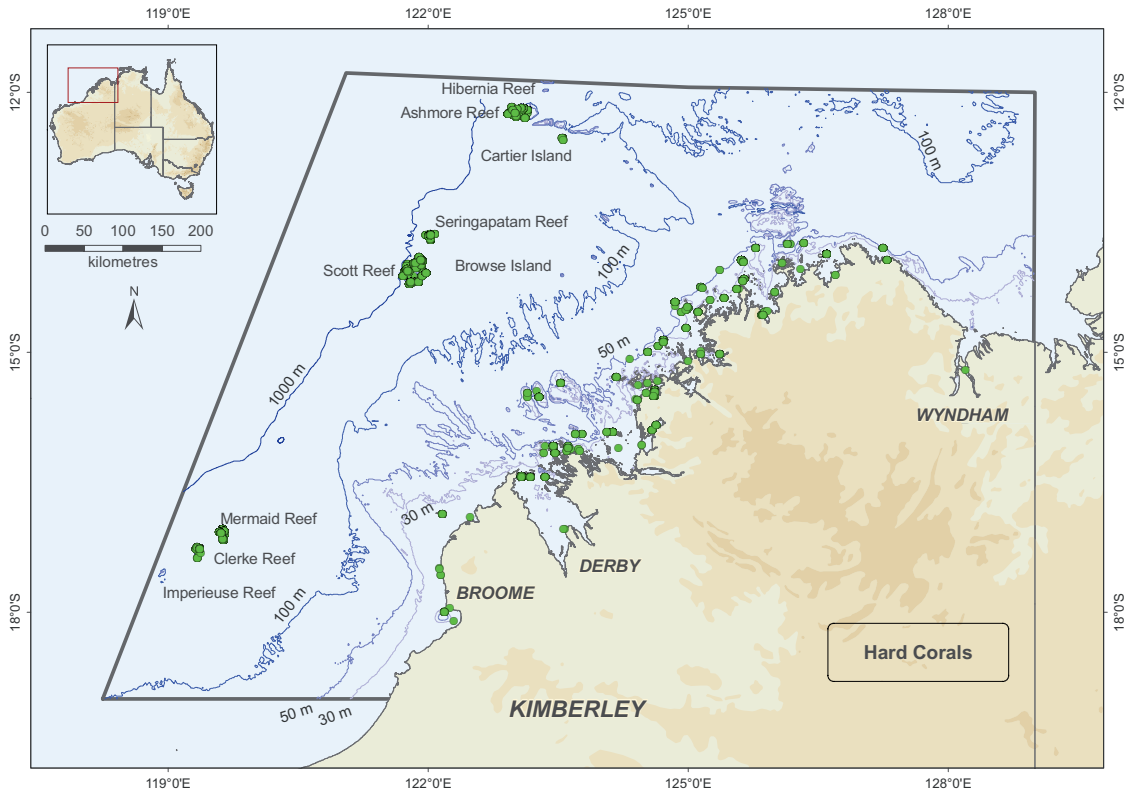 119°0'E
122°0'E
125°0'E
128°0'E
12°0'S
12°0'S
Hibernia Reef
Ashmore Reef
Cartier Island
100 m
Seringapatam Reef
Scott Reef
Browse Island
100 m
0 50 100 150 200
kilometres
N
15°0'S
15°0'S
50 m
1000 m
WYNDHAM
30 m
Mermaid Reef
Clerke Reef
Imperieuse Reef
DERBY
BROOME
100 m
18°0'S
18°0'S
Hard Corals
KIMBERLEY
50 m
30 m
119°0'E
122°0'E
125°0'E
128°0'E